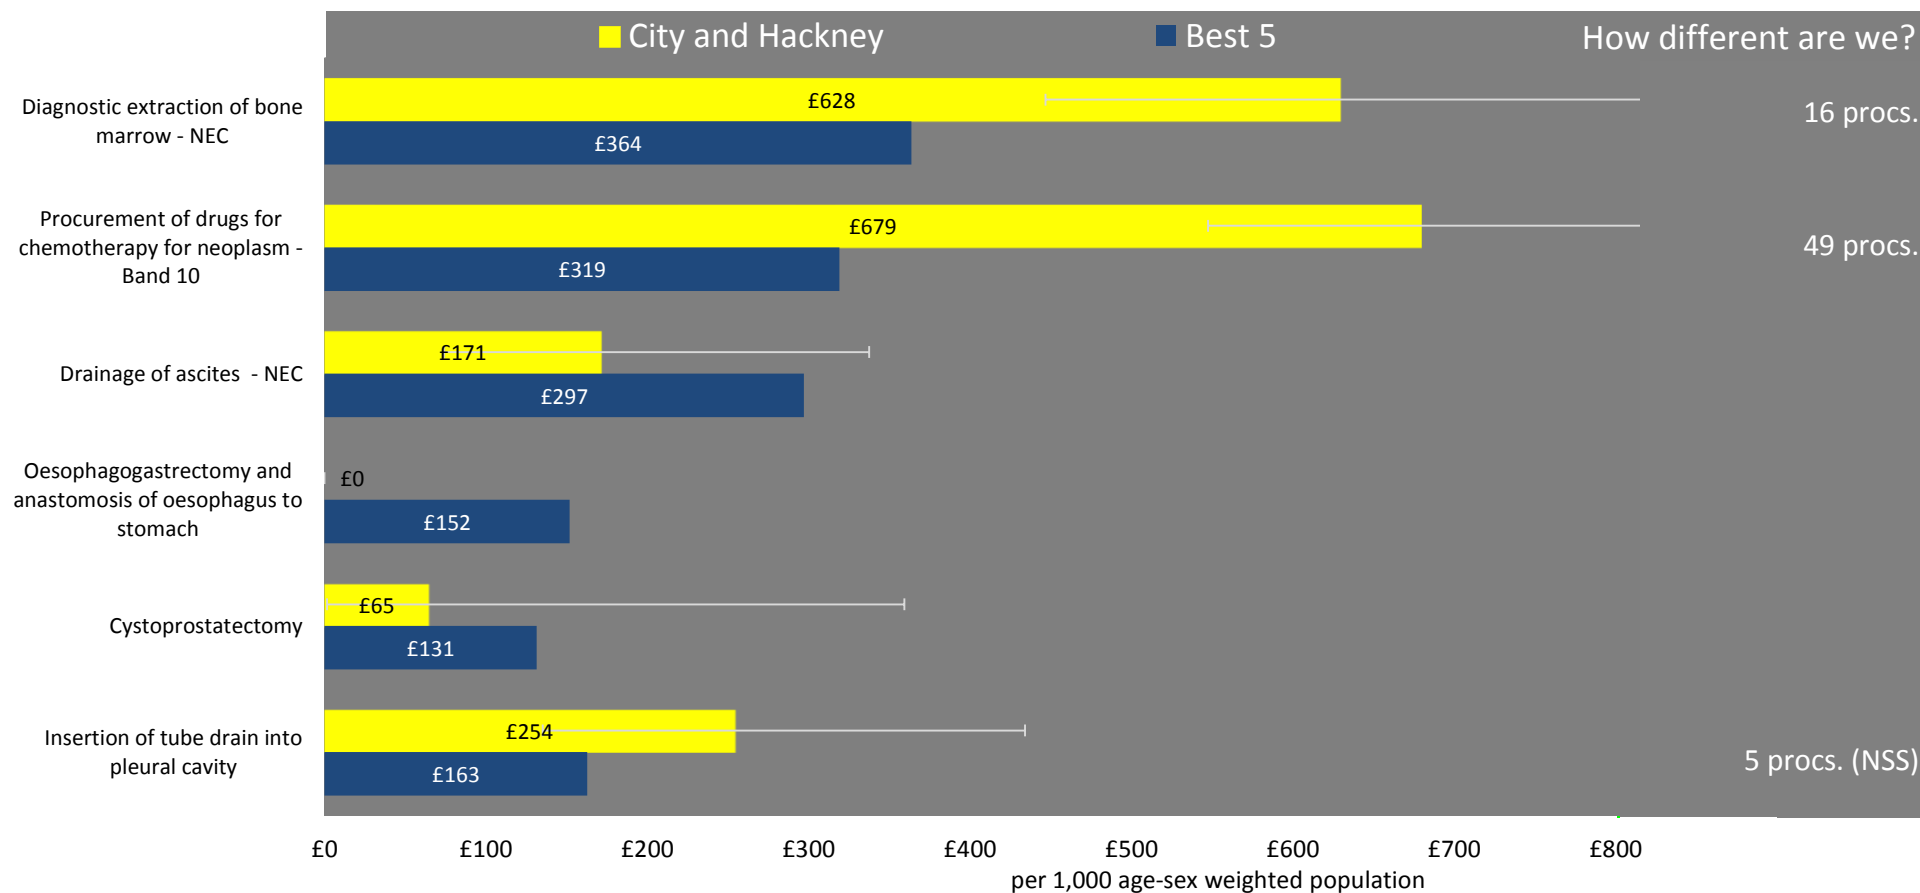 City and Hackney
Best 5
How different are we?
Diagnostic extraction of bone
marrow - NEC
£628
£364
16 procs.
Procurement of drugs for
chemotherapy for neoplasm -
Band 10
£679
£319
49 procs.
Drainage of ascites - NEC
£171
£297
Oesophagogastrectomy and
anastomosis of oesophagus to
stomach
£0
£152
Cystoprostatectomy
£65
£131
Insertion of tube drain into
pleural cavity
£254
£163
5 procs. (NSS)
£0 £100 £200 £300 £400 £500 £600 £700 £800
per 1,000 age-sex weighted population